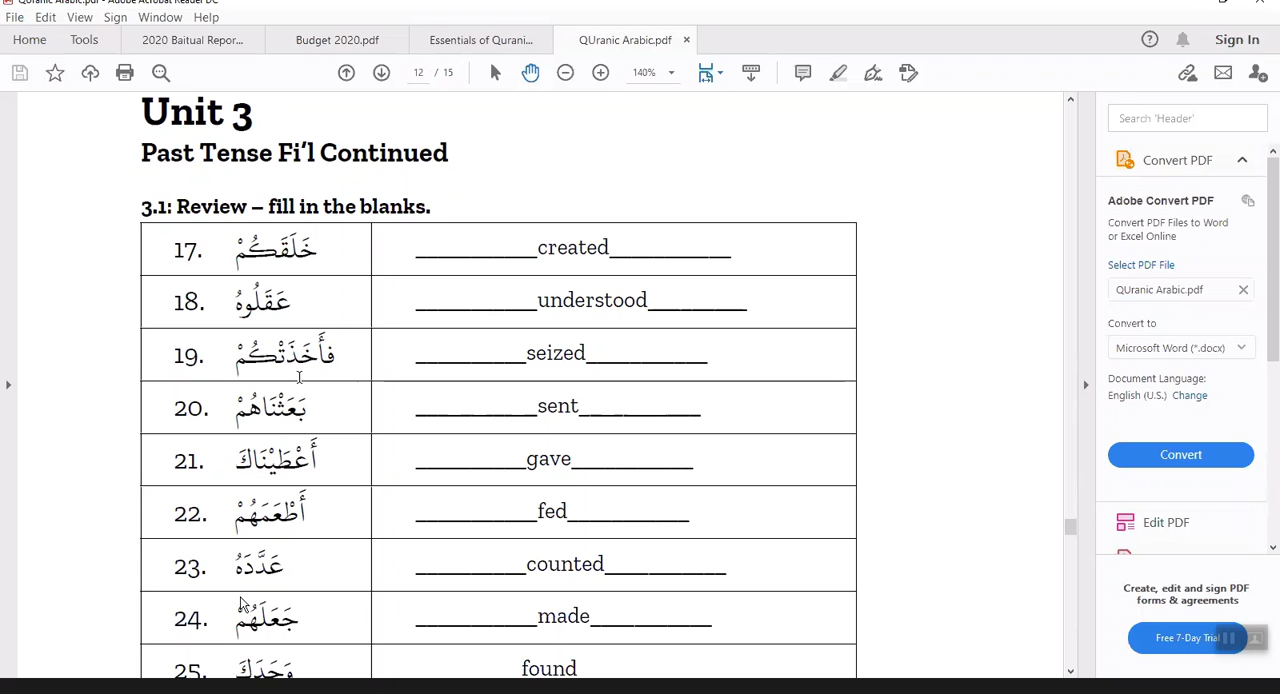 QUranic Arabic.pdf - Adobe Acrobat Reader DC
File Edit View Sign Window Help
Home Tools 2020 Baitual Repor... Budget 2020.pdf Essentials of Qurani... QUranic Arabic.pdf × Sign In
12 / 15 140%
Unit 3
Past Tense Fi’l Continued
3.1: Review – fill in the blanks.
17. خَلَقَكُمْ ___________created___________
18. عَقَلُوهُ ___________understood_________
19. فأَخَذَتْكُمْ __________seized___________
20. بَعَثْنَاهُمْ ___________sent___________
21. أَعْطَيْنَاكَ __________gave___________
22. أَطْعَمَهُمْ ___________fed___________
23. عَدَّدَهُ __________counted___________
24. جَعَلَهُمْ ___________made___________
25. وَجَدَكَ found
Search 'Header'
Convert PDF
Adobe Convert PDF
Convert PDF Files to Word
or Excel Online
Select PDF File
QUranic Arabic.pdf
Convert to
Microsoft Word (*.docx)
Document Language:
English (U.S.) Change
Convert
Edit PDF
Create, edit and sign PDF
forms & agreements
Free 7-Day Trial